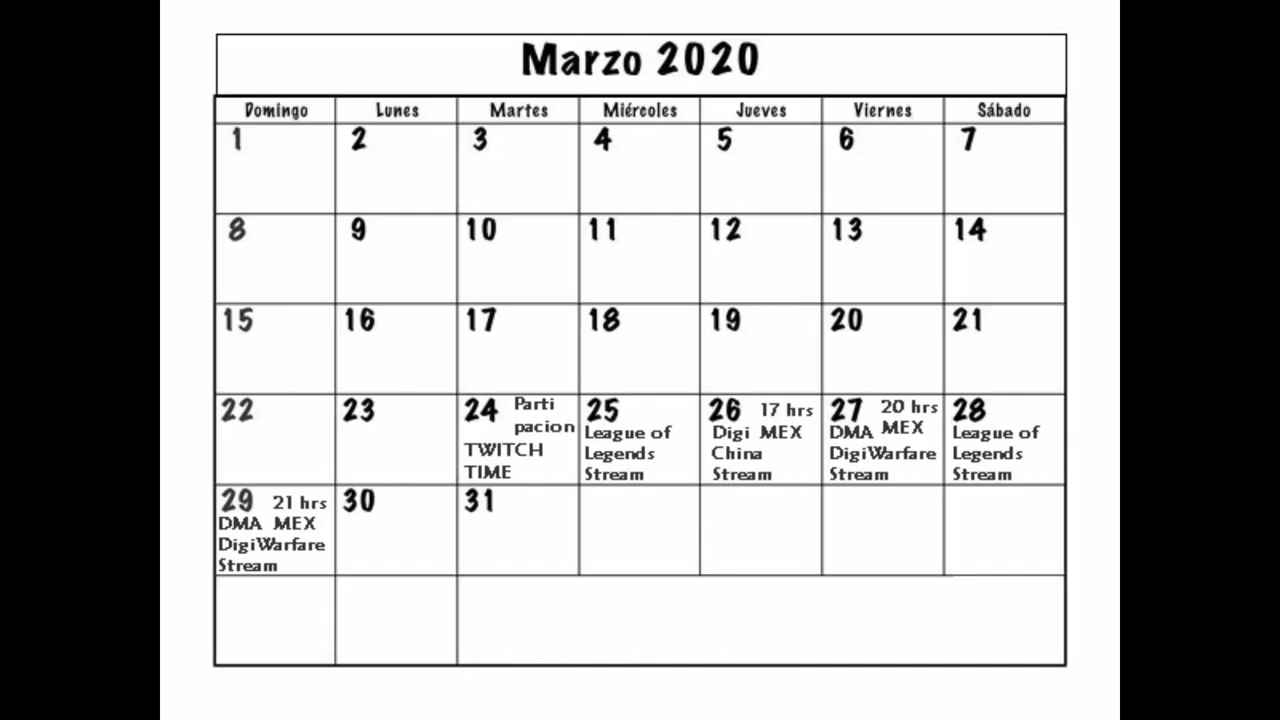 Marzo 2020
Domingo Lunes Martes Miércoles Jueves Viernes Sábado
1 2 3 4 5 6 7
8 9 10 11 12 13 14
15 16 17 18 19 20 21
22 23
24 Parti
pacion
TWITCH
TIME
25
League of
Legends
Stream
26 17 hrs
Digi MEX
China
Stream
27 20 hrs
DMA MEX
DigiWarfare
Stream
28
League of
Legends
Stream
29 21 hrs
DMA MEX
DigiWarfare
Stream
30 31